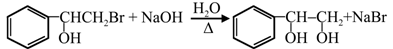 CHCH₂Br + NaOH H₂O Δ CH–CH₂+NaBr
OH OH OH